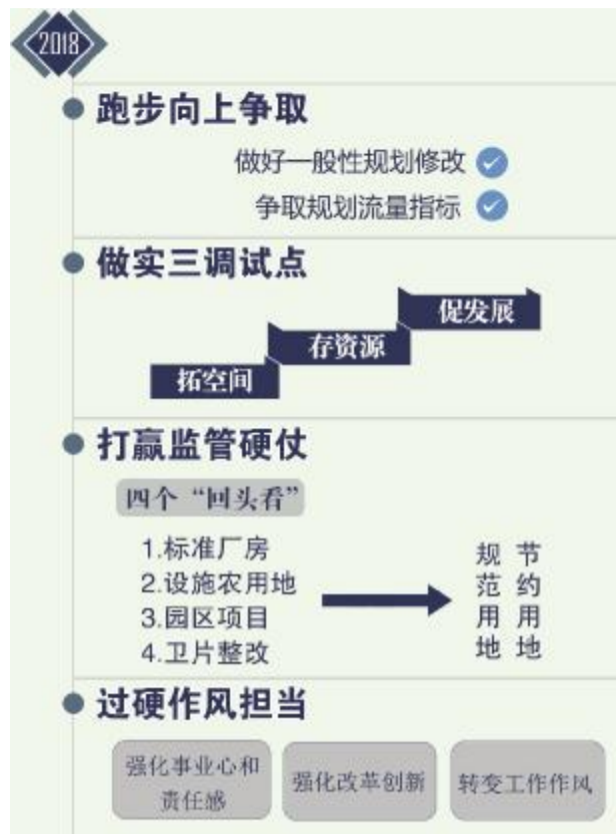 2018
跑步向上争取
做好一般性规划修改
争取规划流量指标
做实三调试点
促发展
存资源
拓空间
打赢监管硬仗
四个“回头看”
1.标准厂房
2.设施农用地
3.园区项目
4.卫片整改
规范用地
节约用地
过硬作风担当
强化事业心和
责任感
强化改革创新
转变工作作风